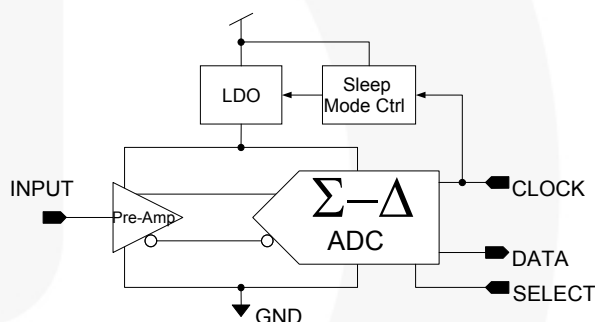 LDO
Sleep
Mode Ctrl
INPUT
Pre-Amp
Σ−Δ
ADC
CLOCK
DATA
SELECT
GND